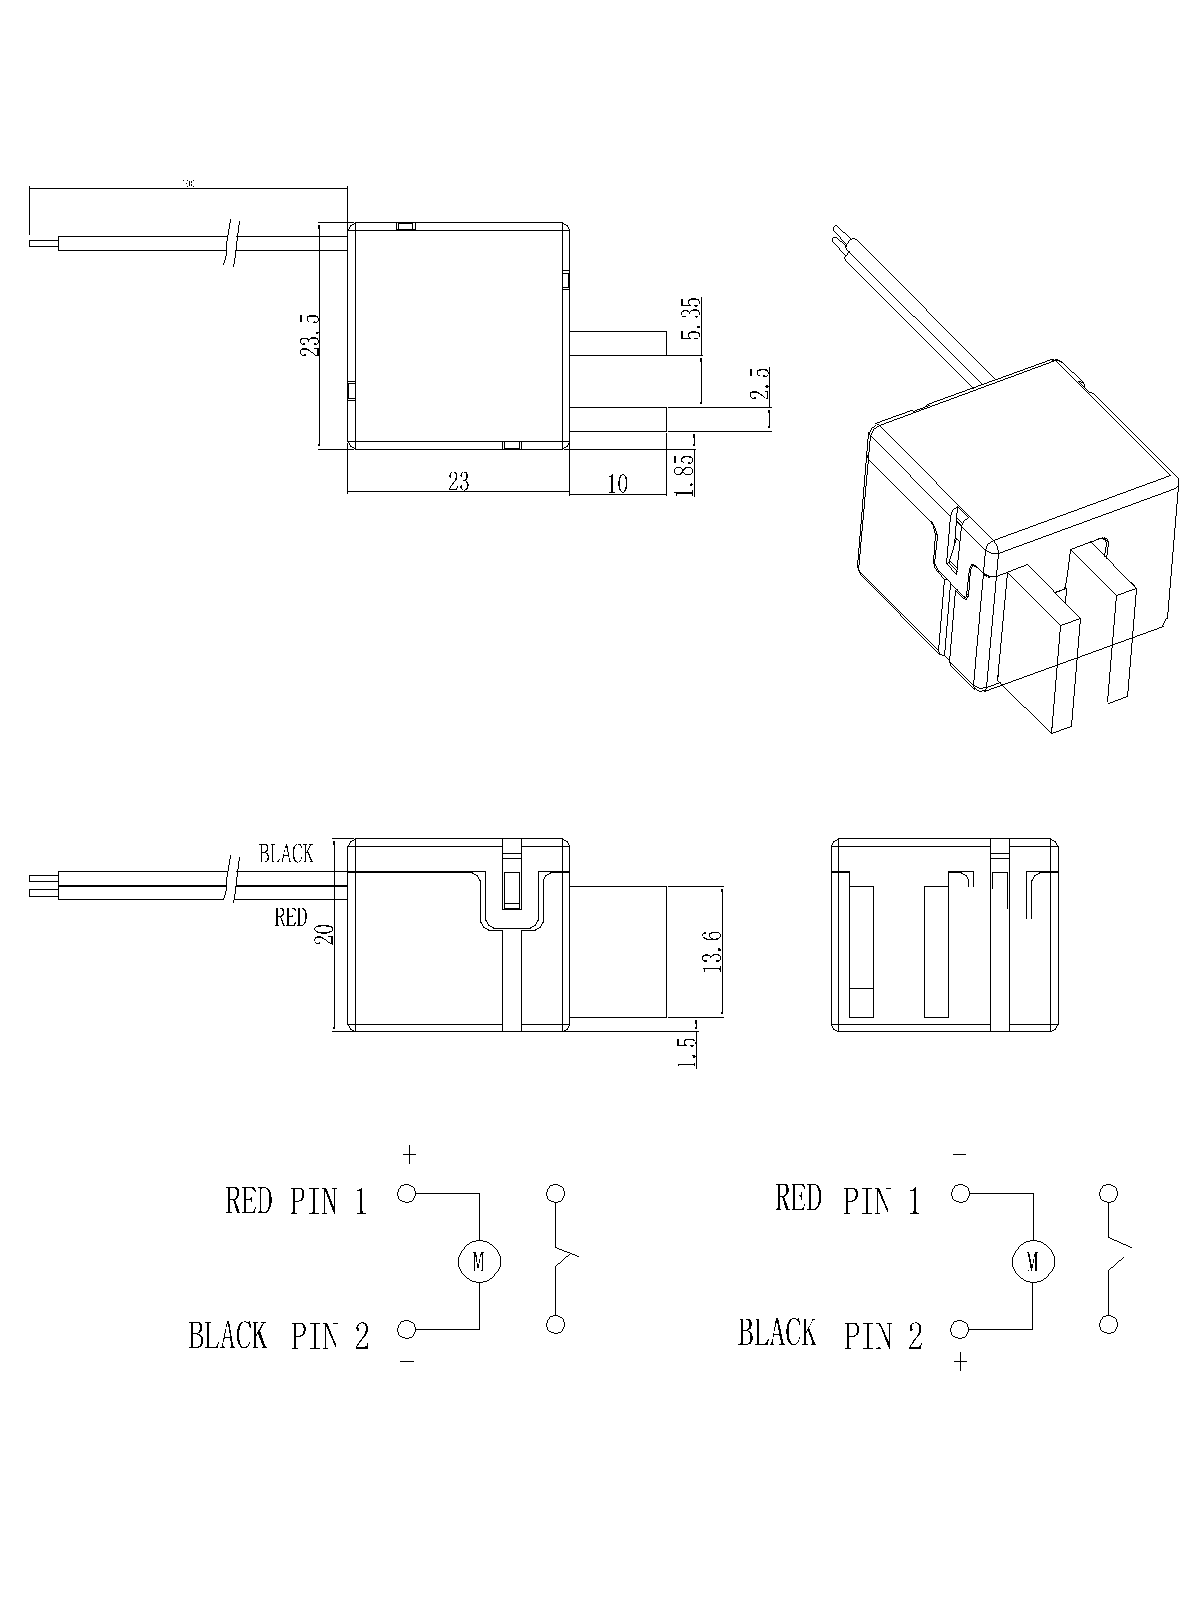 23.5
5.35
2.5
1.85
23
10
BLACK
RED
20
13.6
1.5
+
RED PIN 1
M
BLACK PIN 2
-
-
RED PIN 1
M
BLACK PIN 2
+